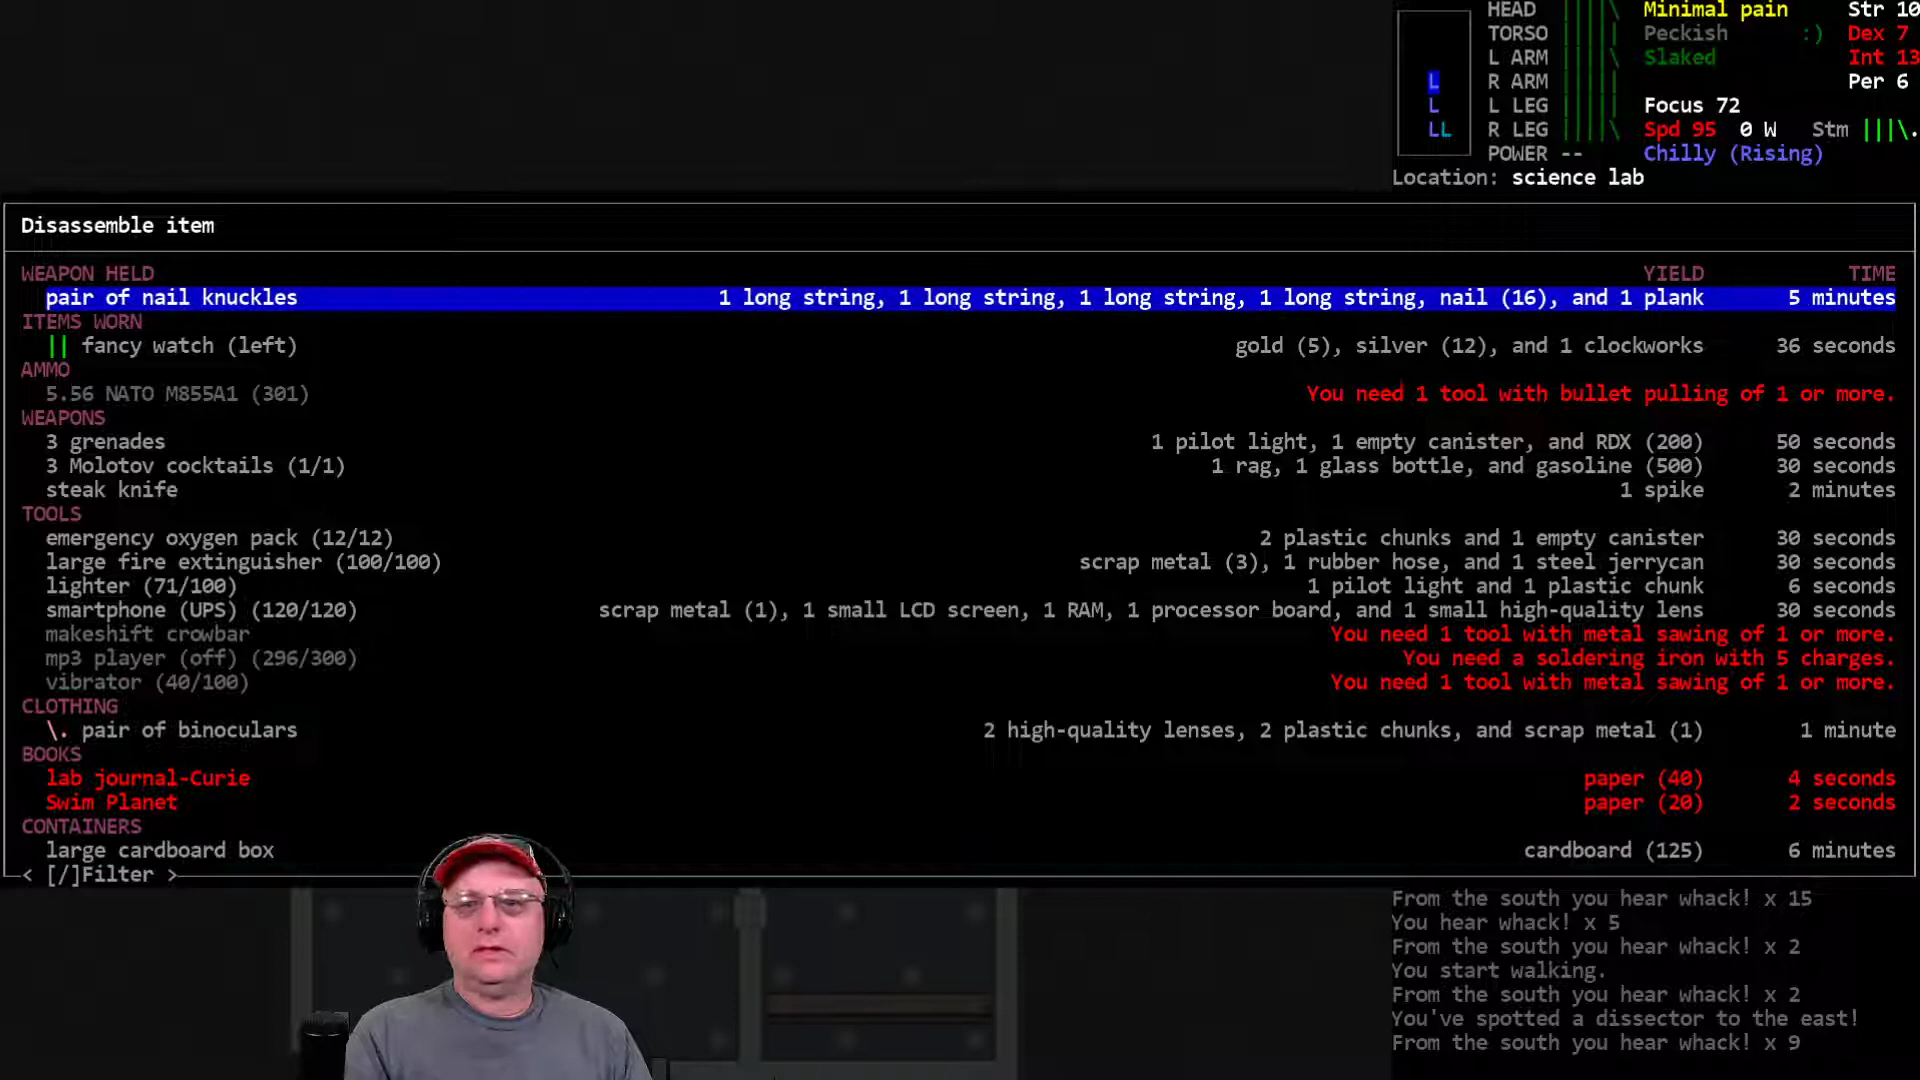 HEAD ||||\ Minimal pain Str 10
TORSO ||||| Peckish :) Dex 7
L ARM ||||\ Slaked Int 13
L R ARM ||||| Per 6
L L LEG ||||| Focus 72
LL R LEG ||||\ Spd 95 0 W Stm |||\.
POWER -- Chilly (Rising)
Location: science lab
Disassemble item
WEAPON HELD YIELD TIME
pair of nail knuckles 1 long string, 1 long string, 1 long string, 1 long string, nail (16), and 1 plank 5 minutes
ITEMS WORN
|| fancy watch (left) gold (5), silver (12), and 1 clockworks 36 seconds
AMMO
5.56 NATO M855A1 (301) You need 1 tool with bullet pulling of 1 or more.
WEAPONS
3 grenades 1 pilot light, 1 empty canister, and RDX (200) 50 seconds
3 Molotov cocktails (1/1) 1 rag, 1 glass bottle, and gasoline (500) 30 seconds
steak knife 1 spike 2 minutes
TOOLS
emergency oxygen pack (12/12) 2 plastic chunks and 1 empty canister 30 seconds
large fire extinguisher (100/100) scrap metal (3), 1 rubber hose, and 1 steel jerrycan 30 seconds
lighter (71/100) 1 pilot light and 1 plastic chunk 6 seconds
smartphone (UPS) (120/120) scrap metal (1), 1 small LCD screen, 1 RAM, 1 processor board, and 1 small high-quality lens 30 seconds
makeshift crowbar You need 1 tool with metal sawing of 1 or more.
mp3 player (off) (296/300) You need a soldering iron with 5 charges.
vibrator (40/100) You need 1 tool with metal sawing of 1 or more.
CLOTHING
\. pair of binoculars 2 high-quality lenses, 2 plastic chunks, and scrap metal (1) 1 minute
BOOKS
lab journal-Curie paper (40) 4 seconds
Swim Planet paper (20) 2 seconds
CONTAINERS
large cardboard box cardboard (125) 6 minutes
< [/]Filter >
From the south you hear whack! x 15
You hear whack! x 5
From the south you hear whack! x 2
You start walking.
From the south you hear whack! x 2
You've spotted a dissector to the east!
From the south you hear whack! x 9